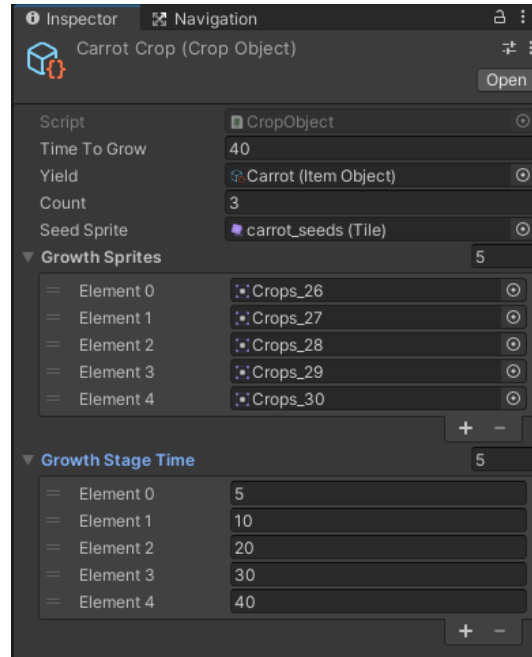 Inspector Navigation
Carrot Crop (Crop Object)
Open
Script CropObject
Time To Grow 40
Yield Carrot (Item Object)
Count 3
Seed Sprite carrot_seeds (Tile)
Growth Sprites 5
Element 0 Crops_26
Element 1 Crops_27
Element 2 Crops_28
Element 3 Crops_29
Element 4 Crops_30
+ −
Growth Stage Time 5
Element 0 5
Element 1 10
Element 2 20
Element 3 30
Element 4 40
+ −